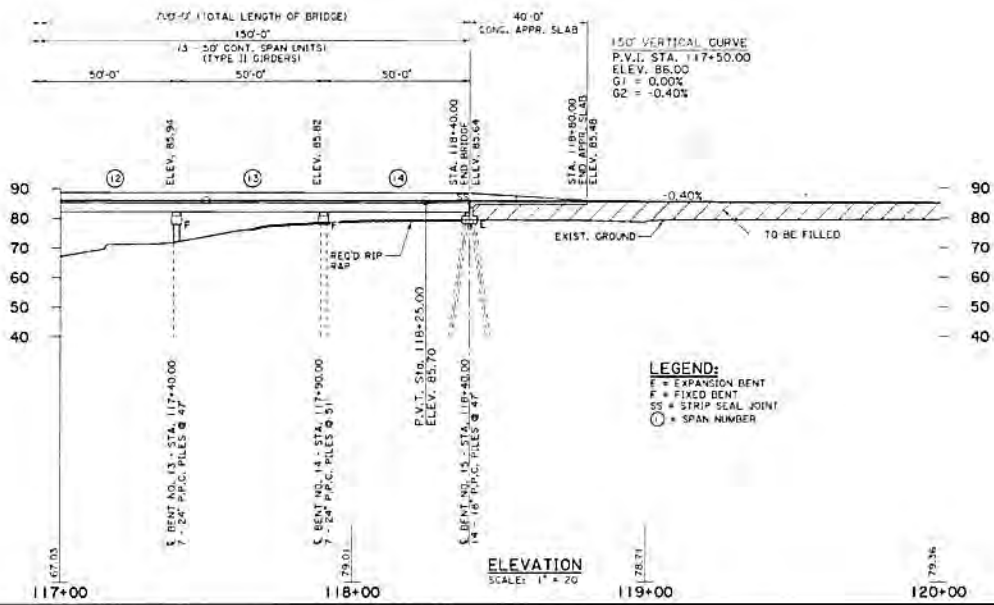 700'-0" (TOTAL LENGTH OF BRIDGE)
40'-0"
CONC. APPR. SLAB
150'-0"
(3 - 50' CONT. SPAN UNITS)
(TYPE II GIRDERS)
50'-0"
50'-0"
50'-0"
150' VERTICAL CURVE
P.V.I. STA. 117+50.00
ELEV. 86.00
G1 = 0.00%
G2 = -0.40%
ELEV. 85.94
ELEV. 85.82
STA. 118+40.00
END BRIDGE
ELEV. 85.64
STA. 118+80.00
END APPR. SLAB
ELEV. 85.48
12
13
14
SS
-0.40%
90
80
70
60
50
40
90
80
70
60
50
40
F
F
E
REQ'D RIP
RAP
EXIST. GROUND
TO BE FILLED
P.V.T. Sta. 118+25.00
ELEV. 85.70
℄ BENT NO. 13 - STA. 117+40.00
7 - 24" P.P.C. PILES @ 47'
℄ BENT NO. 14 - STA. 117+90.00
7 - 24" P.P.C. PILES @ 51'
℄ BENT NO. 15 - STA. 118+40.00
14 - 18" P.P.C. PILES @ 47'
LEGEND:
E = EXPANSION BENT
F = FIXED BENT
SS = STRIP SEAL JOINT
1 = SPAN NUMBER
67.03
79.01
78.71
79.36
ELEVATION
SCALE: 1" = 20'
117+00
118+00
119+00
120+00